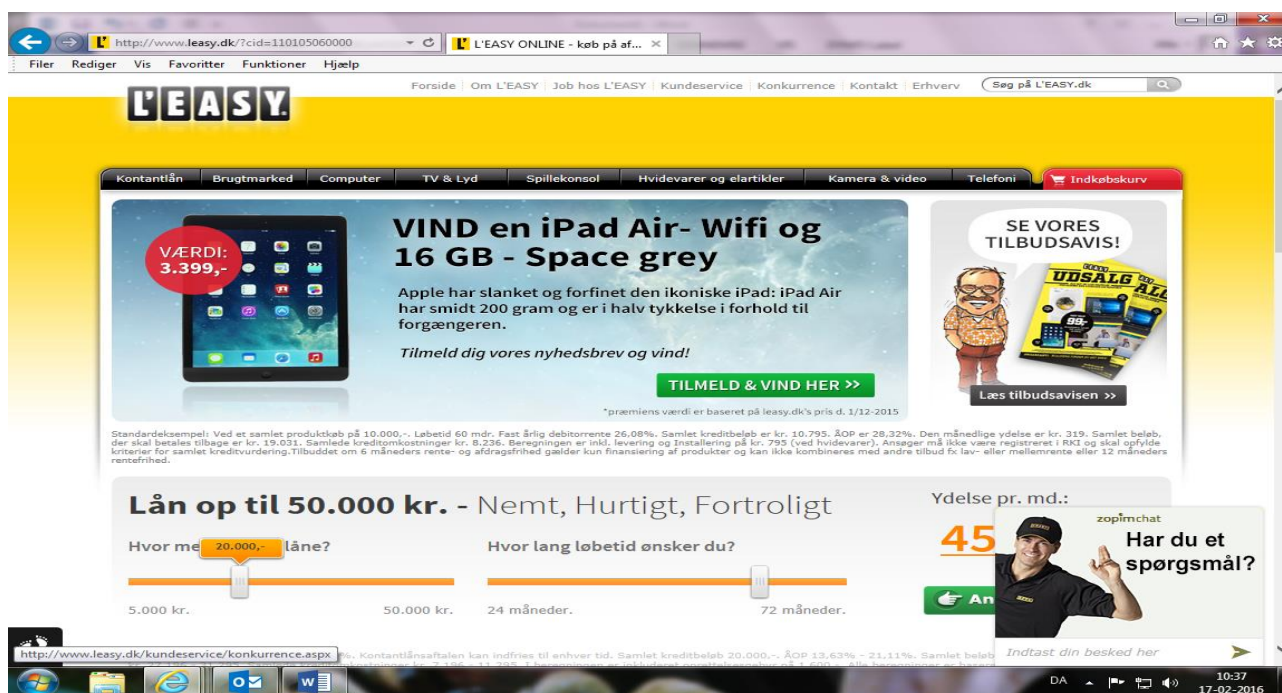 http://www.leasy.dk/?cid=110105060000
L'EASY ONLINE - køb på af...
Filer Rediger Vis Favoritter Funktioner Hjælp
Forside Om L'EASY Job hos L'EASY Kundeservice Konkurrence Kontakt Erhverv Søg på L'EASY.dk
L'EASY.
Kontantlån Brugtmarked Computer TV & Lyd Spillekonsol Hvidevarer og elartikler Kamera & video Telefoni Indkøbskurv
VÆRDI:
3.399,-
VIND en iPad Air- Wifi og
16 GB - Space grey
Apple har slanket og forfinet den ikoniske iPad: iPad Air
har smidt 200 gram og er i halv tykkelse i forhold til
forgængeren.
Tilmeld dig vores nyhedsbrev og vind!
TILMELD & VIND HER >>
*præmiens værdi er baseret på leasy.dk's pris d. 1/12-2015
SE VORES
TILBUDSAVIS!
UDSALG
99,-
Læs tilbudsavisen >>
Standardeksempel: Ved et samlet produktkøb på 10.000,-. Løbetid 60 mdr. Fast årlig debitorrente 26,08%. Samlet kreditbeløb er kr. 10.795. ÅOP er 28,32%. Den månedlige ydelse er kr. 319. Samlet beløb,
der skal betales tilbage er kr. 19.031. Samlede kreditomkostninger kr. 8.236. Beregningen er inkl. levering og Installering på kr. 795 (ved hvidevarer). Ansøger må ikke være registreret i RKI og skal opfylde
kriterier for samlet kreditvurdering.Tilbuddet om 6 måneders rente- og afdragsfrihed gælder kun finansiering af produkter og kan ikke kombineres med andre tilbud fx lav- eller mellemrente eller 12 måneders
rentefrihed.
Lån op til 50.000 kr. - Nemt, Hurtigt, Fortroligt
Hvor me
20.000,-
låne?
5.000 kr. 50.000 kr.
Hvor lang løbetid ønsker du?
24 måneder. 72 måneder.
Ydelse pr. md.:
45
An
zopimchat
Har du et
spørgsmål?
Indtast din besked her
http://www.leasy.dk/kundeservice/konkurrence.aspx
%. Kontantlånsaftalen kan indfries til enhver tid. Samlet kreditbeløb 20.000,-. ÅOP 13,63% - 21,11%. Samlet beløb
DA
10:37
17-02-2016